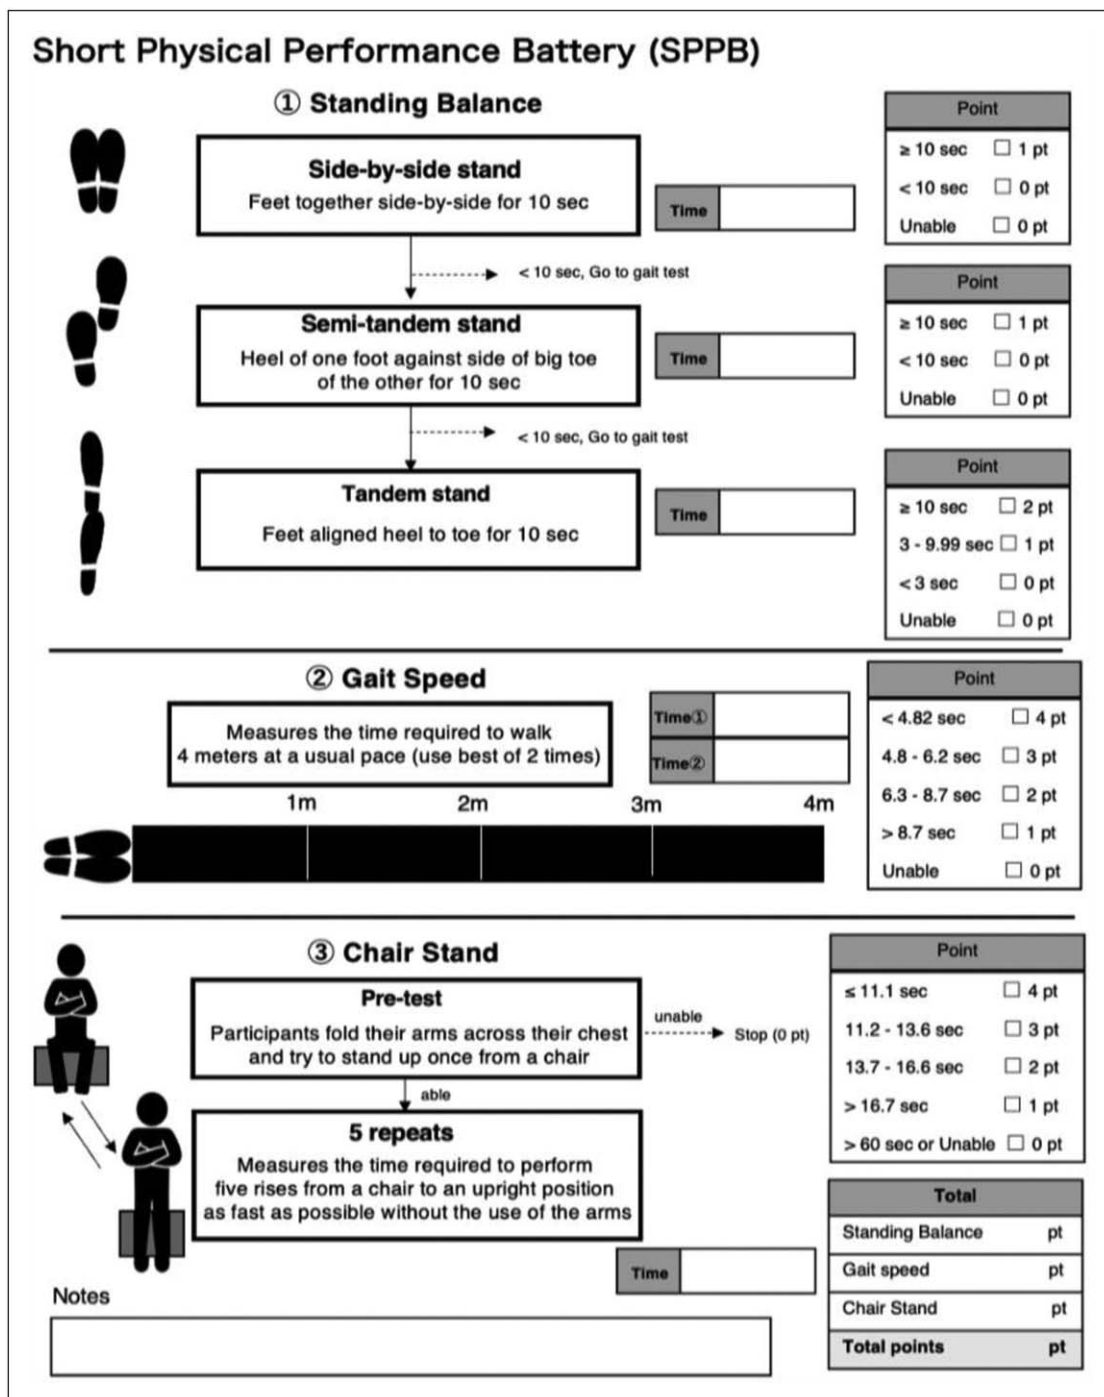 Short Physical Performance Battery (SPPB)
① Standing Balance
Side-by-side stand
Feet together side-by-side for 10 sec
Time
Point
≥ 10 sec □ 1 pt
< 10 sec □ 0 pt
Unable □ 0 pt
< 10 sec, Go to gait test
Semi-tandem stand
Heel of one foot against side of big toe
of the other for 10 sec
Time
Point
≥ 10 sec □ 1 pt
< 10 sec □ 0 pt
Unable □ 0 pt
< 10 sec, Go to gait test
Tandem stand
Feet aligned heel to toe for 10 sec
Time
Point
≥ 10 sec □ 2 pt
3 - 9.99 sec □ 1 pt
< 3 sec □ 0 pt
Unable □ 0 pt
② Gait Speed
Measures the time required to walk
4 meters at a usual pace (use best of 2 times)
Time①
Time②
1m 2m 3m 4m
Point
< 4.82 sec □ 4 pt
4.8 - 6.2 sec □ 3 pt
6.3 - 8.7 sec □ 2 pt
> 8.7 sec □ 1 pt
Unable □ 0 pt
③ Chair Stand
Pre-test
Participants fold their arms across their chest
and try to stand up once from a chair
unable
Stop (0 pt)
able
5 repeats
Measures the time required to perform
five rises from a chair to an upright position
as fast as possible without the use of the arms
Time
Point
≤ 11.1 sec □ 4 pt
11.2 - 13.6 sec □ 3 pt
13.7 - 16.6 sec □ 2 pt
> 16.7 sec □ 1 pt
> 60 sec or Unable □ 0 pt
Total
Standing Balance pt
Gait speed pt
Chair Stand pt
Total points pt
Notes